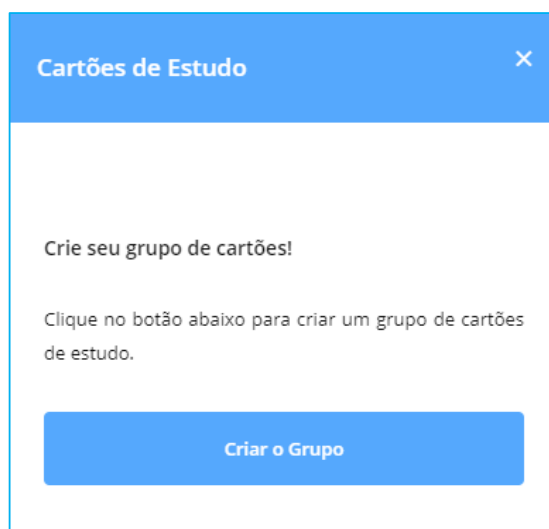 Cartões de Estudo
Crie seu grupo de cartões!
Clique no botão abaixo para criar um grupo de cartões
de estudo.
Criar o Grupo